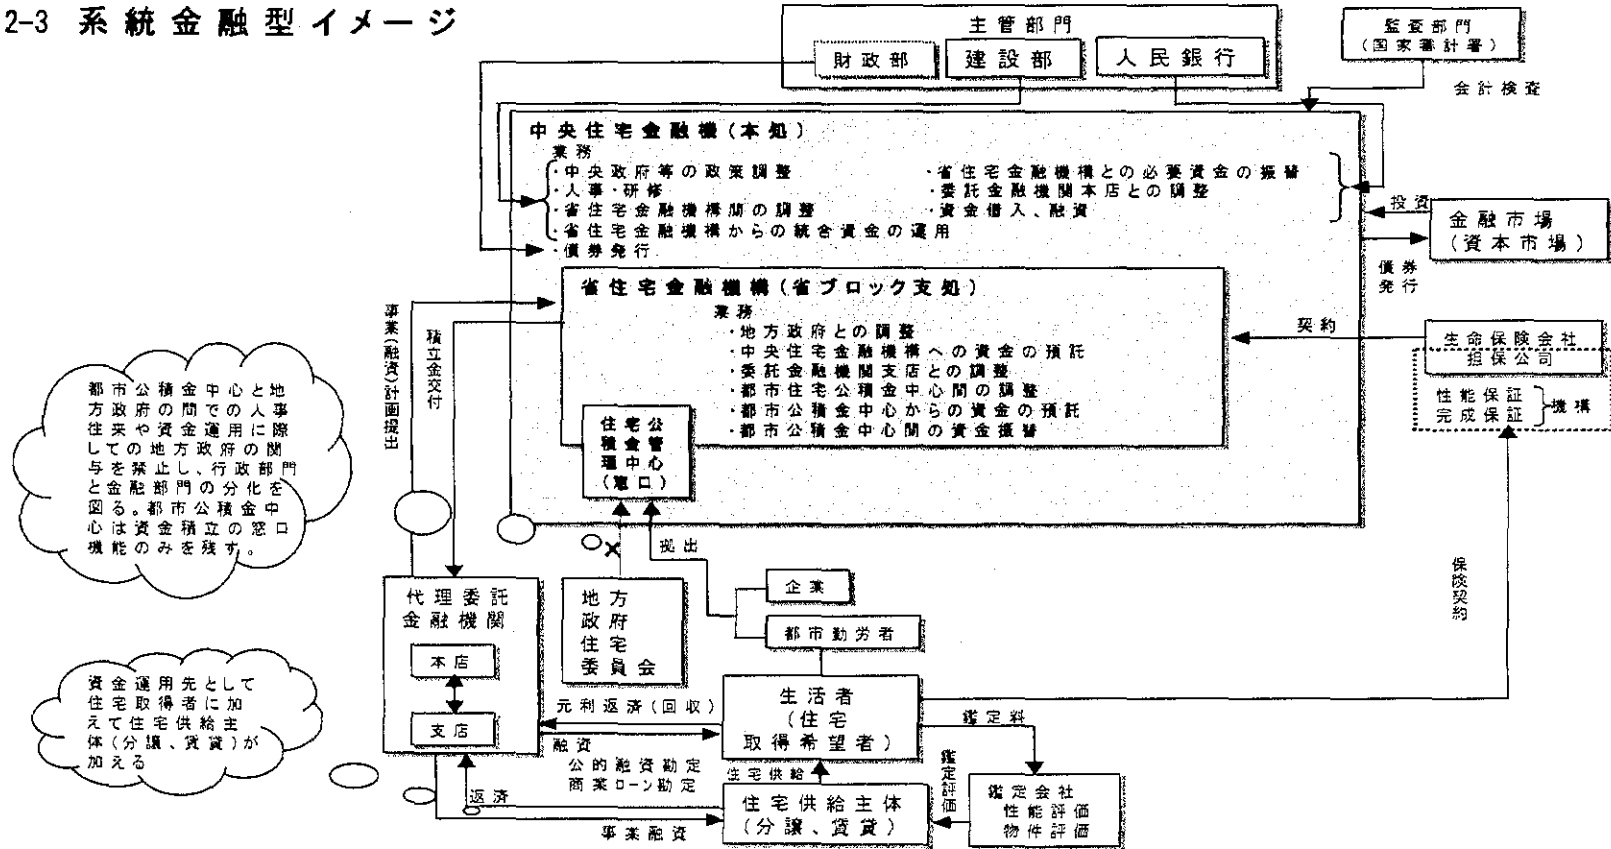 2-3 系統金融型イメージ
主管部門
財政部
建設部
人民銀行
監査部門
(国家審計署)
会計検査
中央住宅金融機(本処)
業務
・中央政府等の政策調整
・人事・研修
・省住宅金融機構間の調整
・省住宅金融機構からの統合資金の運用
・債券発行
・省住宅金融機構との必要資金の振替
・委託金融機関本店との調整
・資金借入、融資
投資
金融市場
(資本市場)
債券
発行
省住宅金融機構(省ブロック支処)
業務
・地方政府との調整
・中央住宅金融機構への資金の預託
・委託金融機関支店との調整
・都市住宅公積金中心間の調整
・都市公積金中心からの資金の預託
・都市公積金中心間の資金振替
住宅公
積金管
理中心
(窓口)
契約
生命保険会社
担保公司
性能保証
完成保証
機構
事業(融資)計画提出
積立金交付
都市公積金中心と地
方政府の間での人事
往来や資金運用に際
しての地方政府の関
与を禁止し、行政部門
と金融部門の分化を
図る。都市公積金中
心は資金積立の窓口
機能のみを残す。
拠出
保険契約
代理委託
金融機関
本店
支店
地方
政府
住宅
委員会
企業
都市勤労者
資金運用先として
住宅取得者に加
えて住宅供給主
体(分譲、賃貸)が
加える
元利返済(回収)
融資
公的融資勘定
商業ローン勘定
生活者
(住宅
取得希望者)
鑑定料
住宅供給
鑑定評価
返済
事業融資
住宅供給主体
(分譲、賃貸)
鑑定会社
性能評価
物件評価